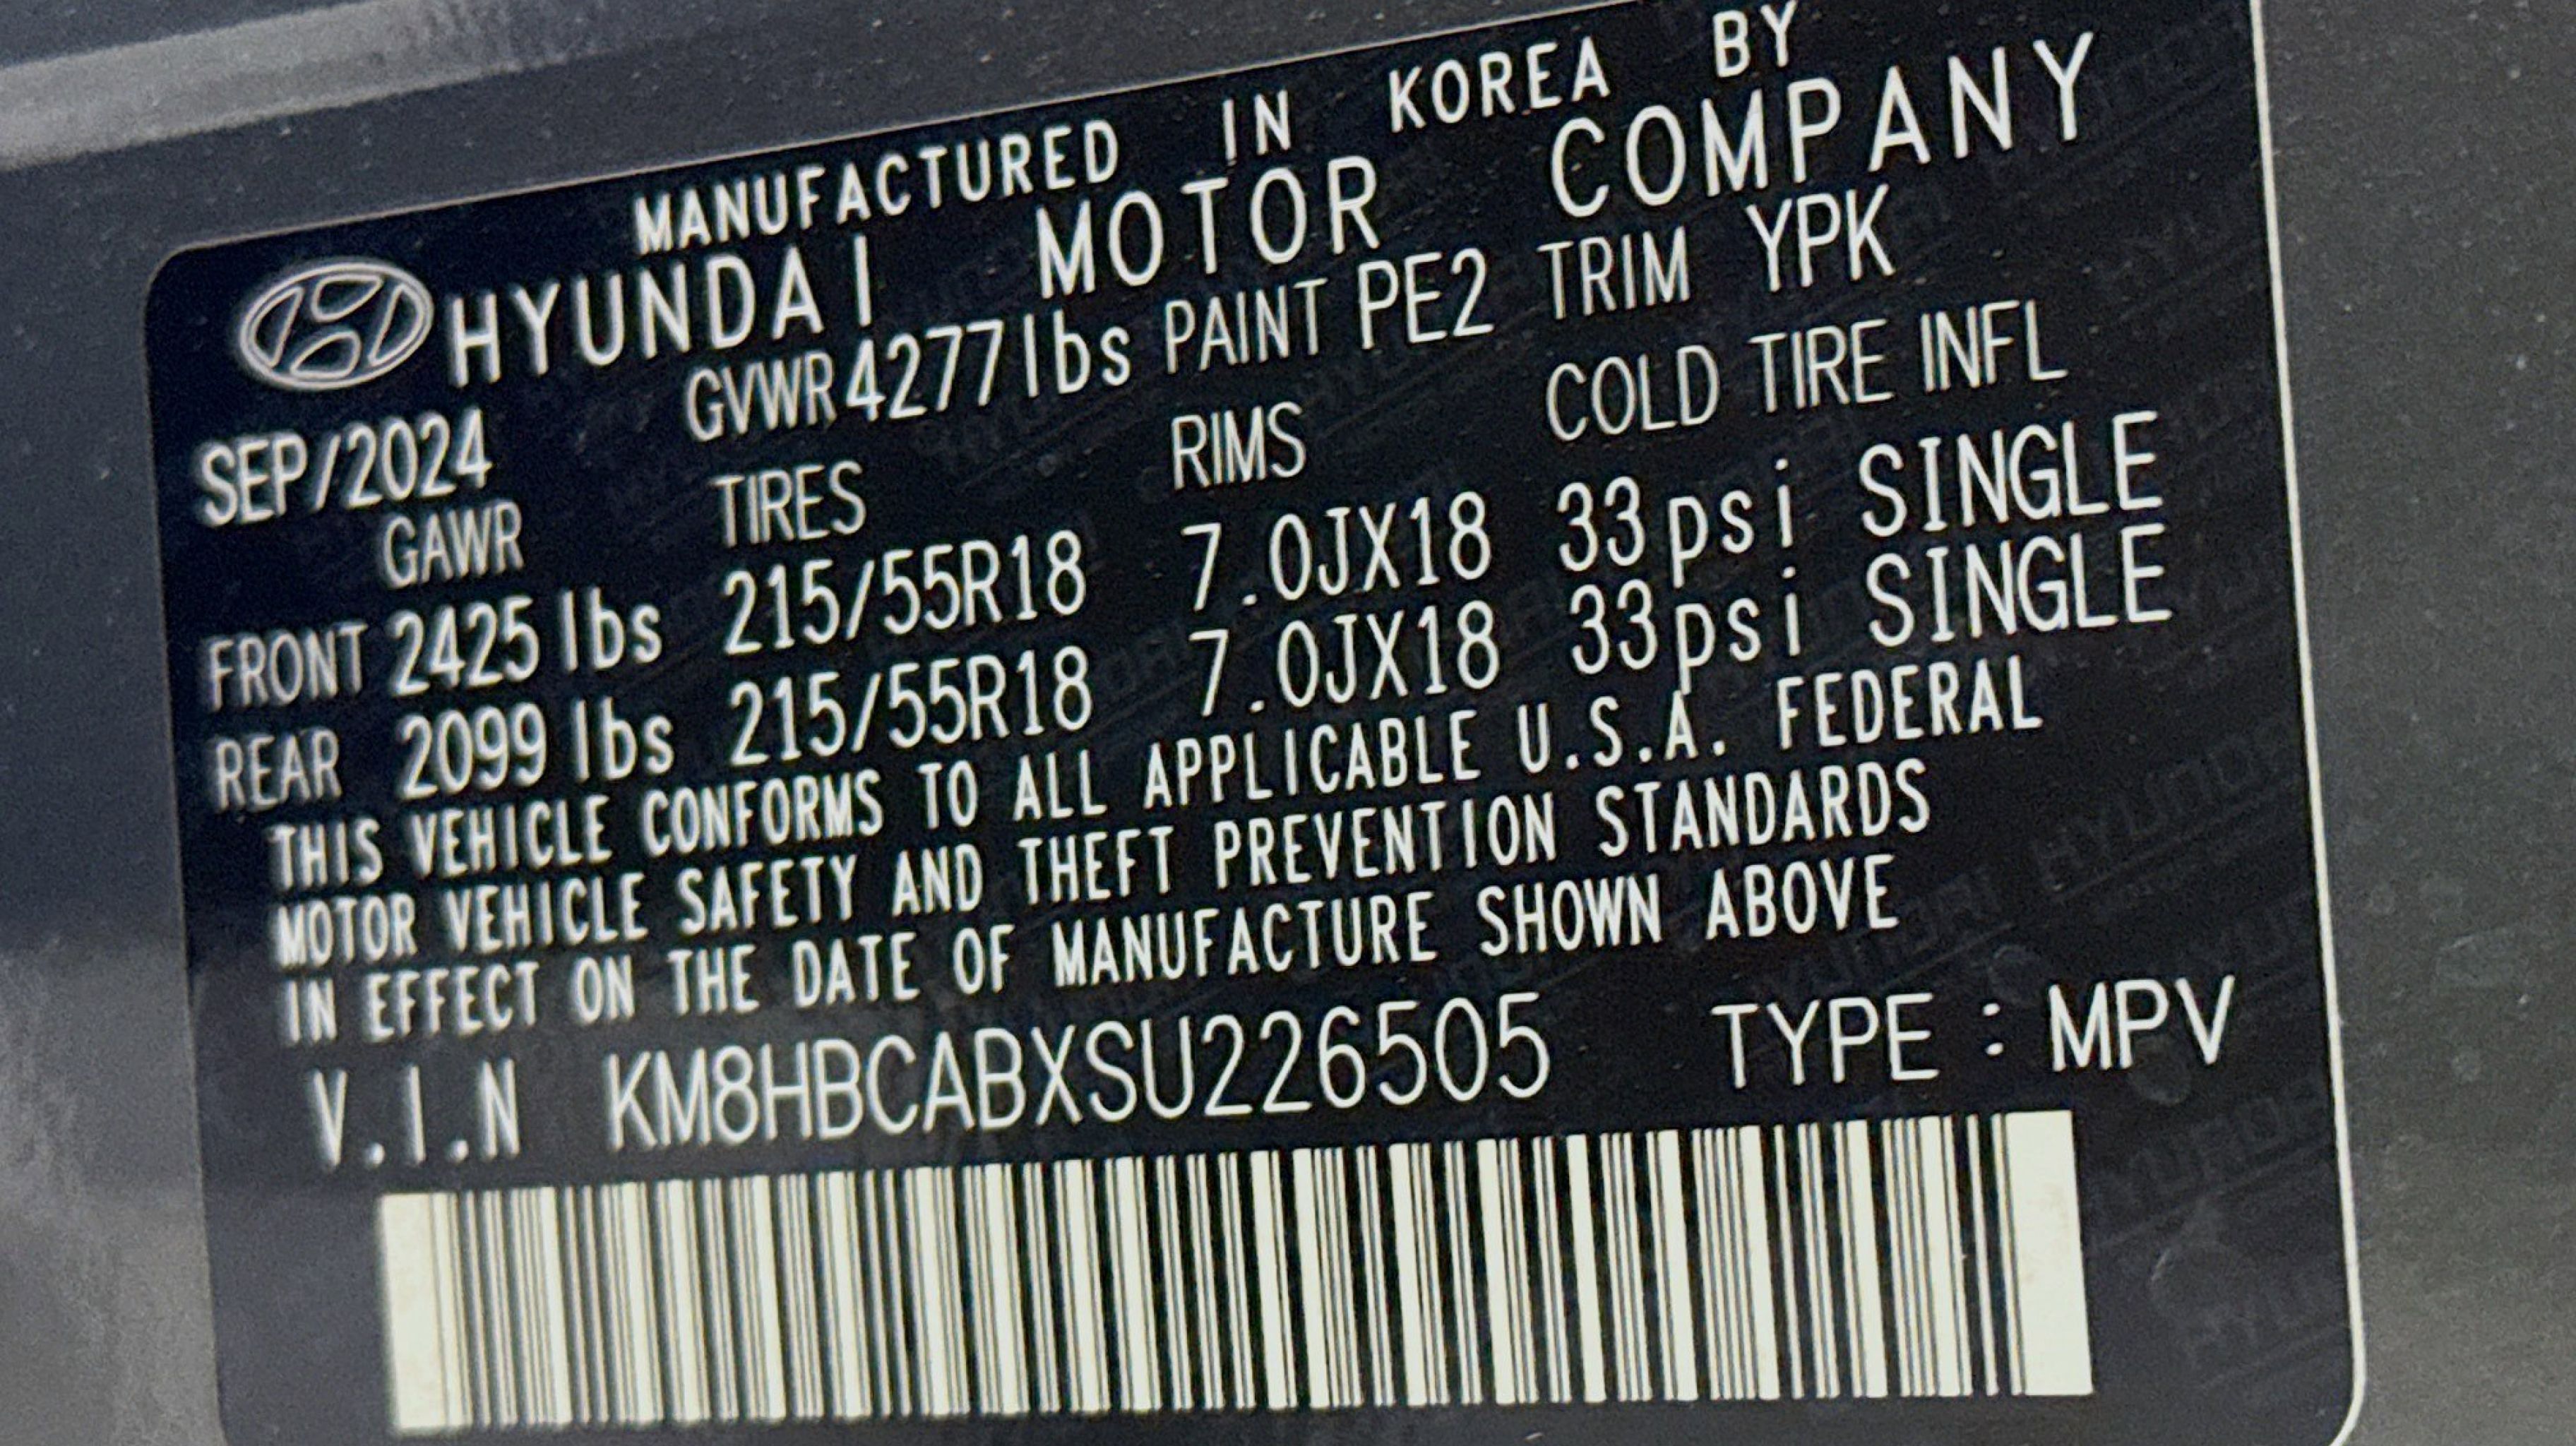 MANUFACTURED IN KOREA BY
HYUNDAI MOTOR COMPANY
SEP/2024 GVWR 4277lbs PAINT PE2 TRIM YPK
GAWR TIRES RIMS COLD TIRE INFL
FRONT 2425 lbs 215/55R18 7.0JX18 33psi SINGLE
REAR 2099 lbs 215/55R18 7.0JX18 33psi SINGLE
THIS VEHICLE CONFORMS TO ALL APPLICABLE U.S.A. FEDERAL
MOTOR VEHICLE SAFETY AND THEFT PREVENTION STANDARDS
IN EFFECT ON THE DATE OF MANUFACTURE SHOWN ABOVE
V.I.N KM8HBCABXSU226505 TYPE : MPV